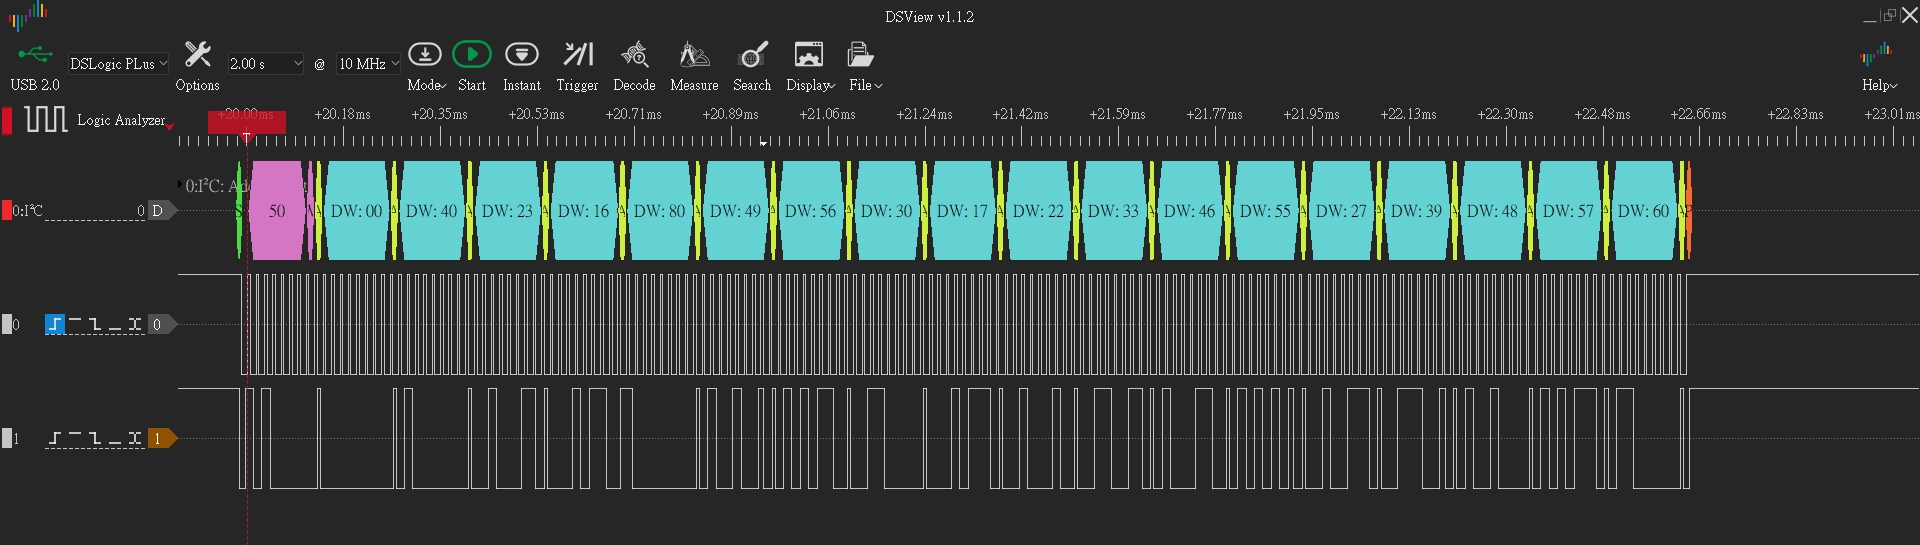 DSView v1.1.2
USB 2.0
DSLogic PLus
Options
2.00 s
@
10 MHz
Mode
Start
Instant
Trigger
Decode
Measure
Search
Display
File
Help
Logic Analyzer
+20.00ms +20.18ms +20.35ms +20.53ms +20.71ms +20.89ms +21.06ms +21.24ms +21.42ms +21.59ms +21.77ms +21.95ms +22.13ms +22.30ms +22.48ms +22.66ms +22.83ms +23.01ms
T
0:I²C: Ad
0:I²C 0 D S 50 DW: 00 DW: 40 DW: 23 DW: 16 DW: 80 DW: 49 DW: 56 DW: 30 DW: 17 DW: 22 DW: 33 DW: 46 DW: 55 DW: 27 DW: 39 DW: 48 DW: 57 DW: 60
0 0
1 1